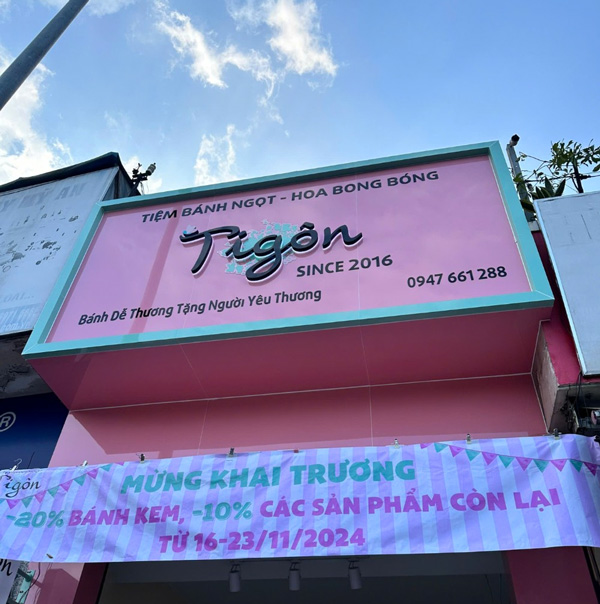 TIỆM BÁNH NGỌT - HOA BONG BÓNG
Tigôn
SINCE 2016
0947 661 288
Bánh Dễ Thương Tặng Người Yêu Thương
®
Tigôn
MỪNG KHAI TRƯƠNG
-20% BÁNH KEM, -10% CÁC SẢN PHẨM CÒN LẠI
TỪ 16-23/11/2024